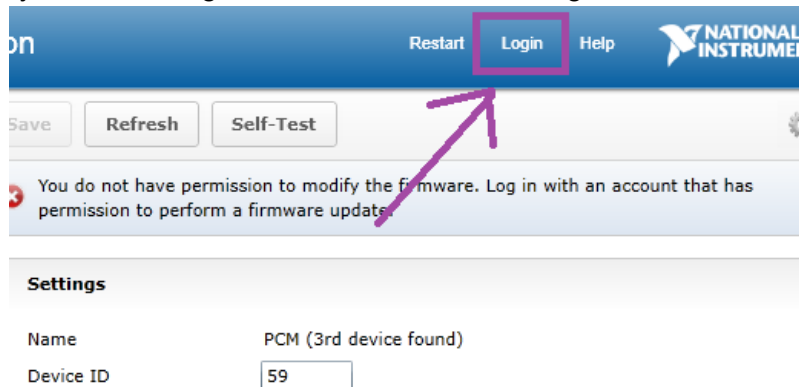 on
Restart Login Help NATIONAL
INSTRUMEN
Save Refresh Self-Test
You do not have permission to modify the firmware. Log in with an account that has
permission to perform a firmware update.
Settings
Name PCM (3rd device found)
Device ID 59